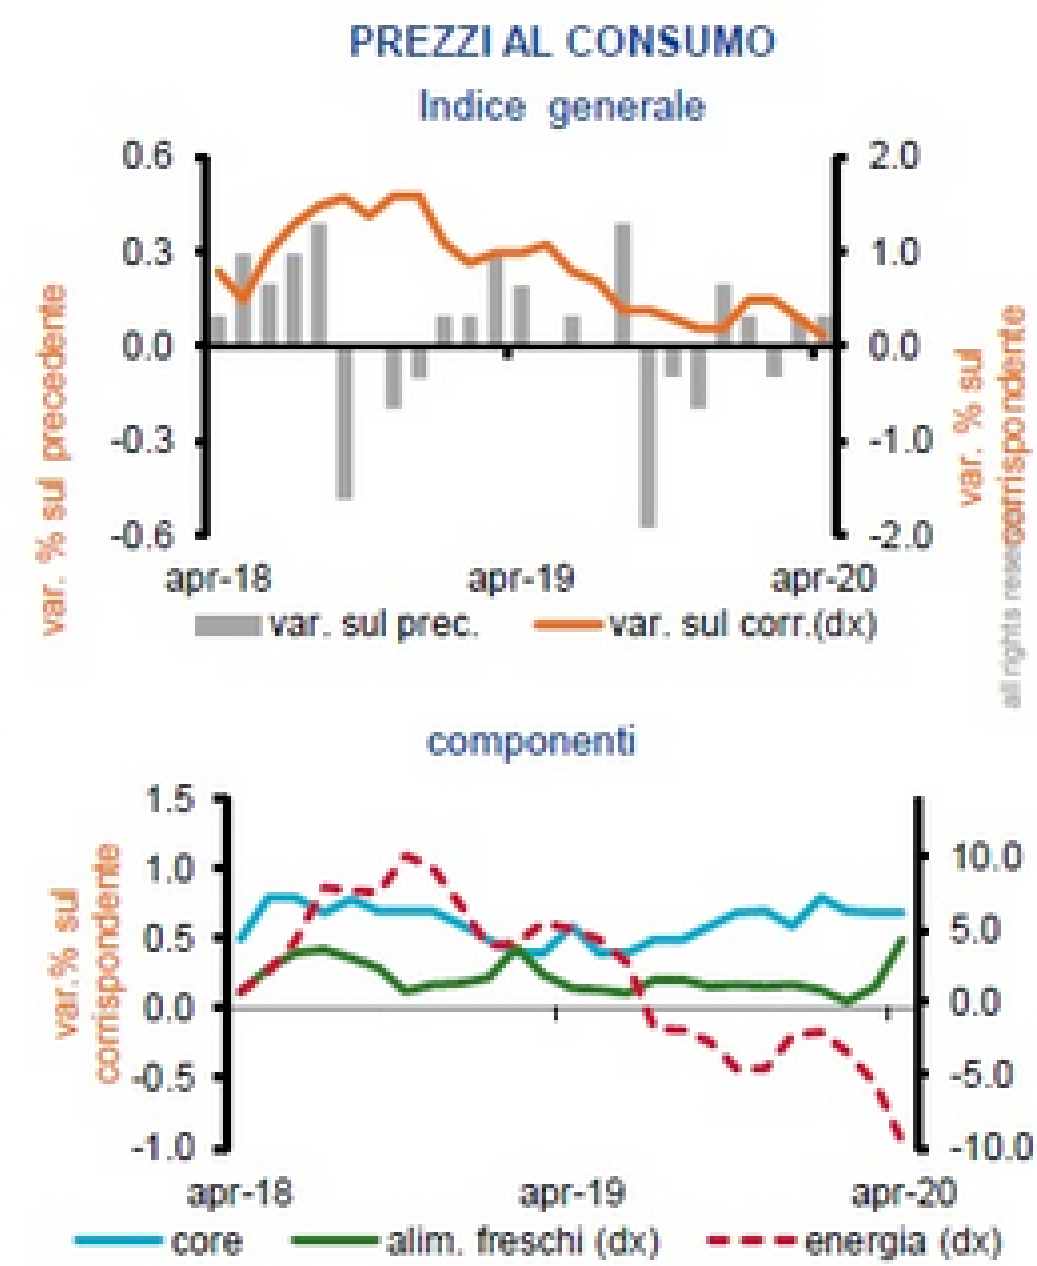 PREZZI AL CONSUMO
Indice generale
0.6
0.3
0.0
-0.3
-0.6
2.0
1.0
0.0
-1.0
-2.0
var. % sul precedente
var. % sul
corrispondente
all rights rese
apr-18
apr-19
apr-20
var. sul prec.
var. sul corr.(dx)
componenti
1.5
1.0
0.5
0.0
-0.5
-1.0
10.0
5.0
0.0
-5.0
-10.0
var.% sul
corrispondente
apr-18
apr-19
apr-20
core
alim. freschi (dx)
energia (dx)